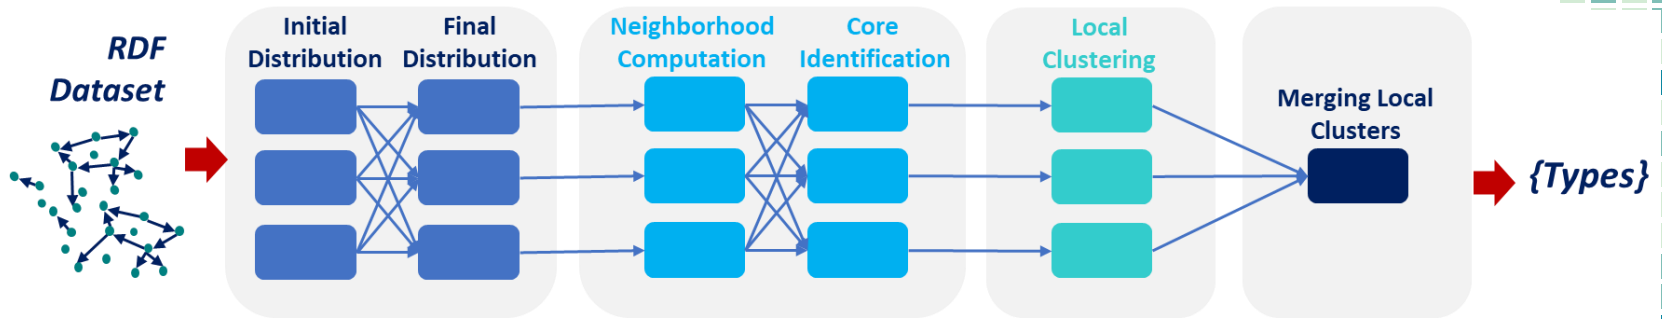 RDF
Dataset
Initial
Distribution
Final
Distribution
Neighborhood
Computation
Core
Identification
Local
Clustering
Merging Local
Clusters
{Types}